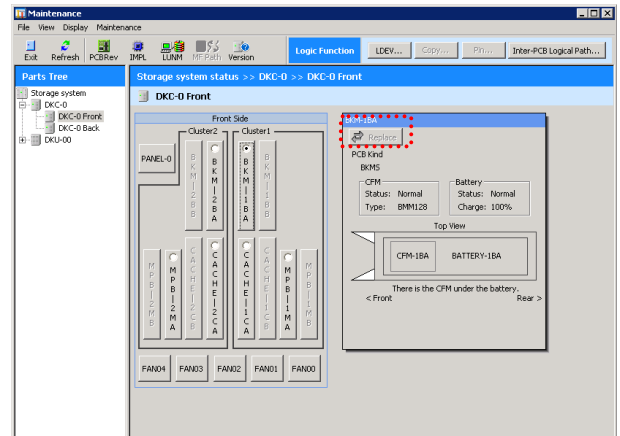 Maintenance
File View Display Maintenance
Exit Refresh PCBRev IMPL LUNM MF Path Version
Logic Function LDEV... Copy... Pin... Inter-PCB Logical Path...
Parts Tree
Storage system
DKC-0
DKC-0 Front
DKC-0 Back
DKU-00
Storage system status >> DKC-0 >> DKC-0 Front
DKC-0 Front
Front Side
Cluster2 Cluster1
PANEL-0
BKM-2BB
BKM-2BA
BKM-1BA
BKM-1BB
MPB-2MB
MPB-2MA
CACHE-2CB
CACHE-2CA
CACHE-1CA
CACHE-1CB
MPB-1MA
MPB-1MB
FAN04 FAN03 FAN02 FAN01 FAN00
BKM-1BA
Replace
PCB Kind
BKMS
CFM
Status: Normal
Type: BMM128
Battery
Status: Normal
Charge: 100%
Top View
CFM-1BA BATTERY-1BA
There is the CFM under the battery.
< Front Rear >